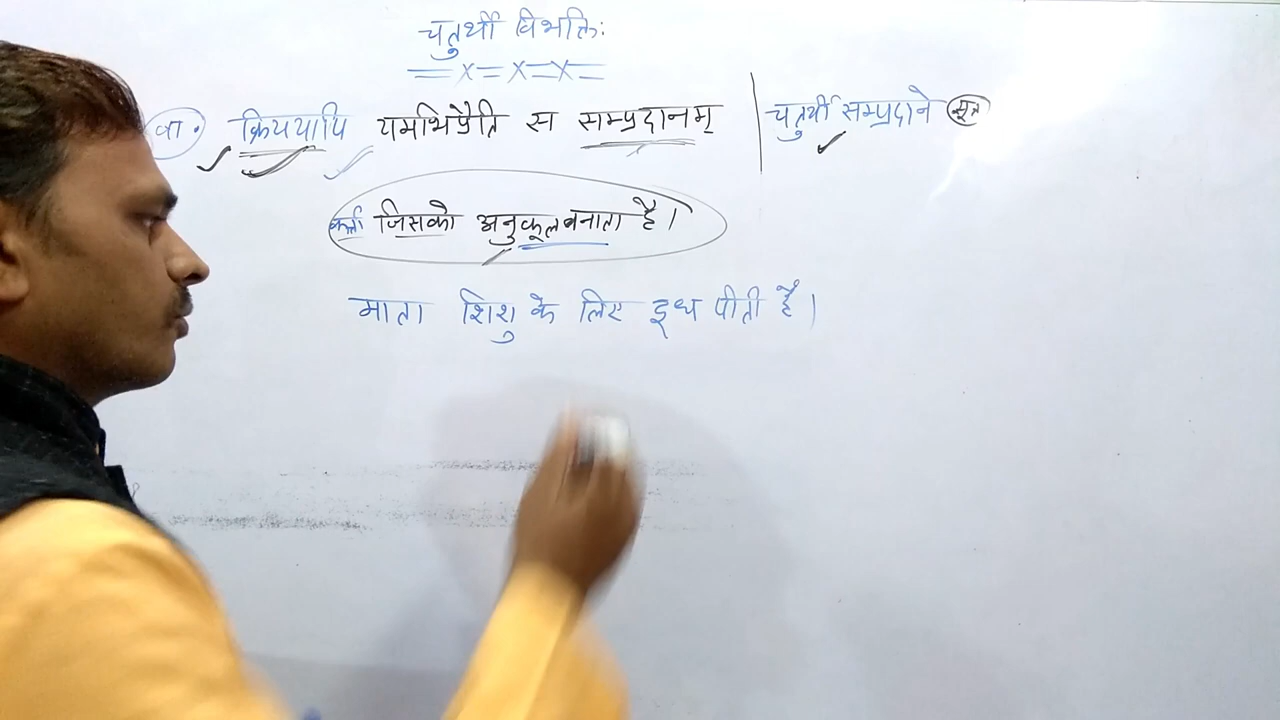 चतुर्थी विभक्तिः
वा. क्रिययापि यमभिप्रैति स सम्प्रदानम् चतुर्थी सम्प्रदाने सूत्र
कर्ता जिसको अनुकूल बनाता है।
माता शिशु के लिए दूध पीती है।